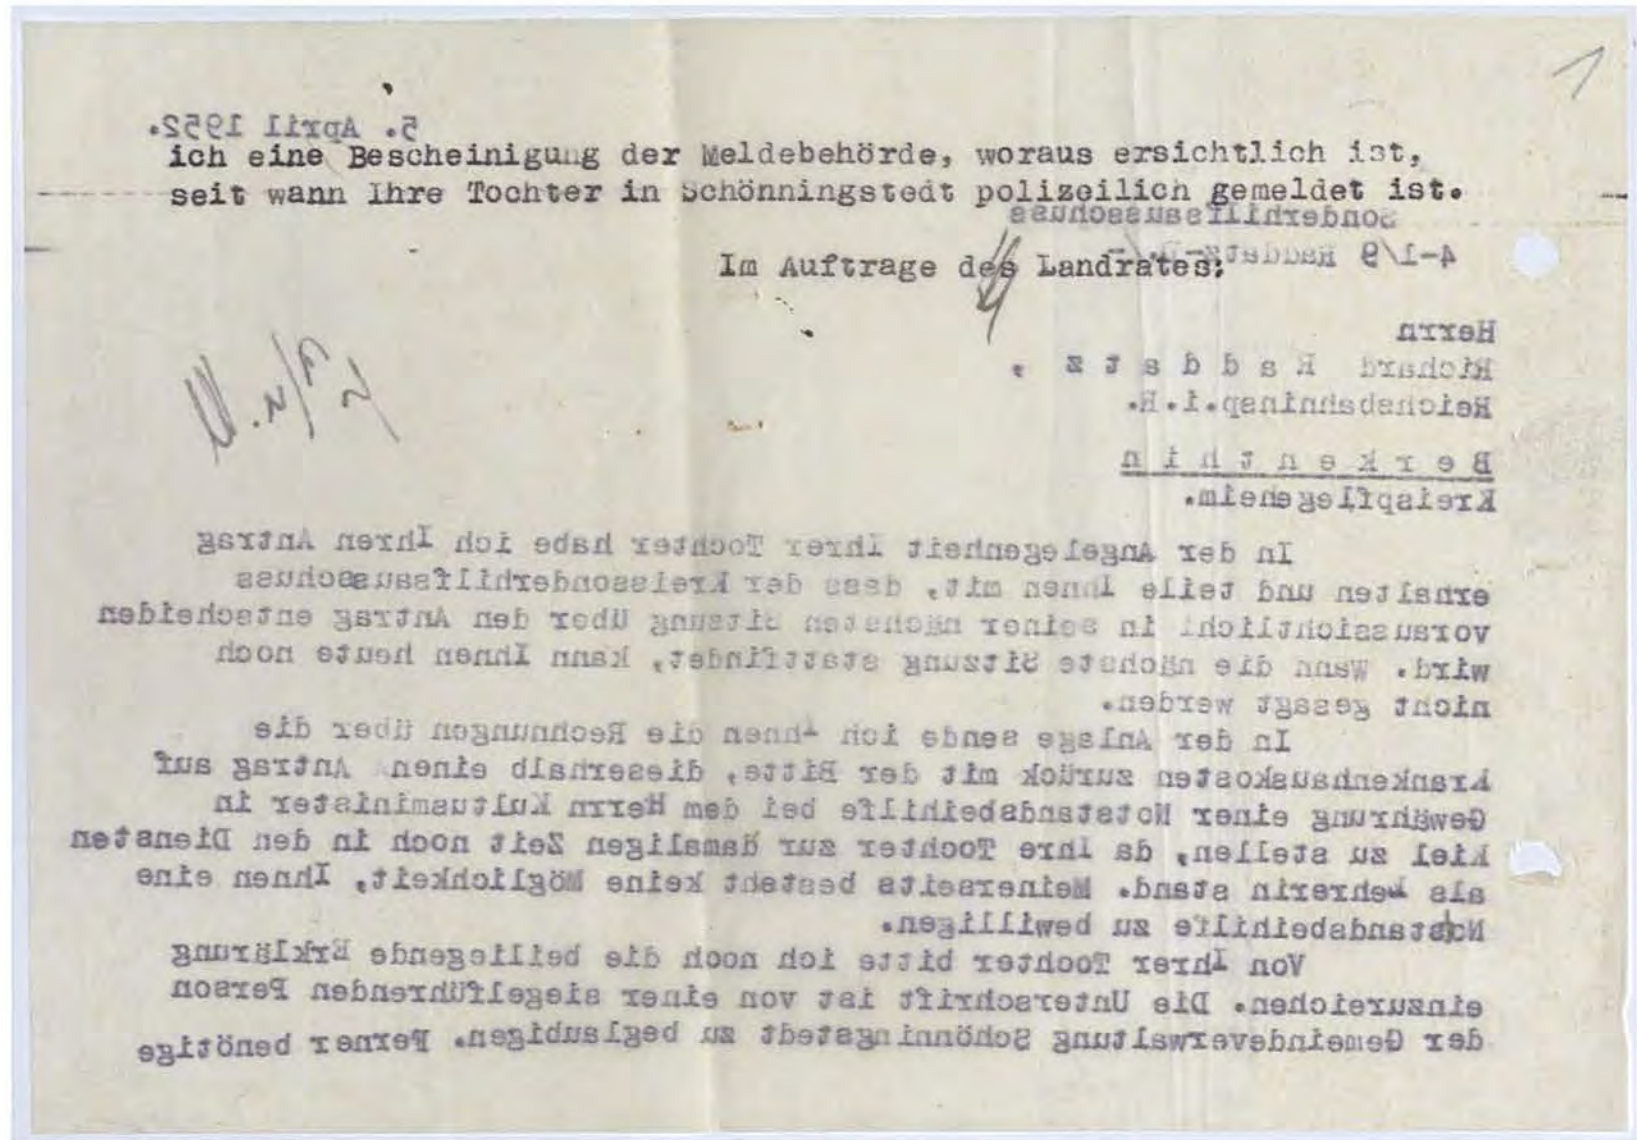 5. April 1952.
ich eine Bescheinigung der Meldebehörde, woraus ersichtlich ist,
seit wann Ihre Tochter in Schönningstedt polizeilich gemeldet ist.
Sonderhilfsausschuss
4-1/9 Raddatz
Im Auftrage des Landrates:
Herrn
Richard R a d d a t z ,
Reichsbahninsp.i.R.
B e r k e n t h i n
Kreispflegeheim.
In der Angelegenheit Ihrer Tochter habe ich Ihren Antrag
erhalten und teile Ihnen mit, dass der Kreissonderhilfsausschuss
voraussichtlich in seiner nächsten Sitzung über den Antrag entscheiden
wird. Wann die nächste Sitzung stattfindet, kann Ihnen heute noch
nicht gesagt werden.
In der Anlage sende ich Ihnen die Rechnungen über die
Krankenhauskosten zurück mit der Bitte, dieserhalb einen Antrag auf
Gewährung einer Notstandsbeihilfe bei dem Herrn Kultusminister in
Kiel zu stellen, da Ihre Tochter zur damaligen Zeit noch in den Diensten
als Lehrerin stand. Meinerseits besteht keine Möglichkeit, Ihnen eine
Notstandsbeihilfe zu bewilligen.
Von Ihrer Tochter bitte ich noch die beiliegende Erklärung
einzureichen. Die Unterschrift ist von einer siegelführenden Person
der Gemeindeverwaltung Schönningstedt zu beglaubigen. Ferner benötige